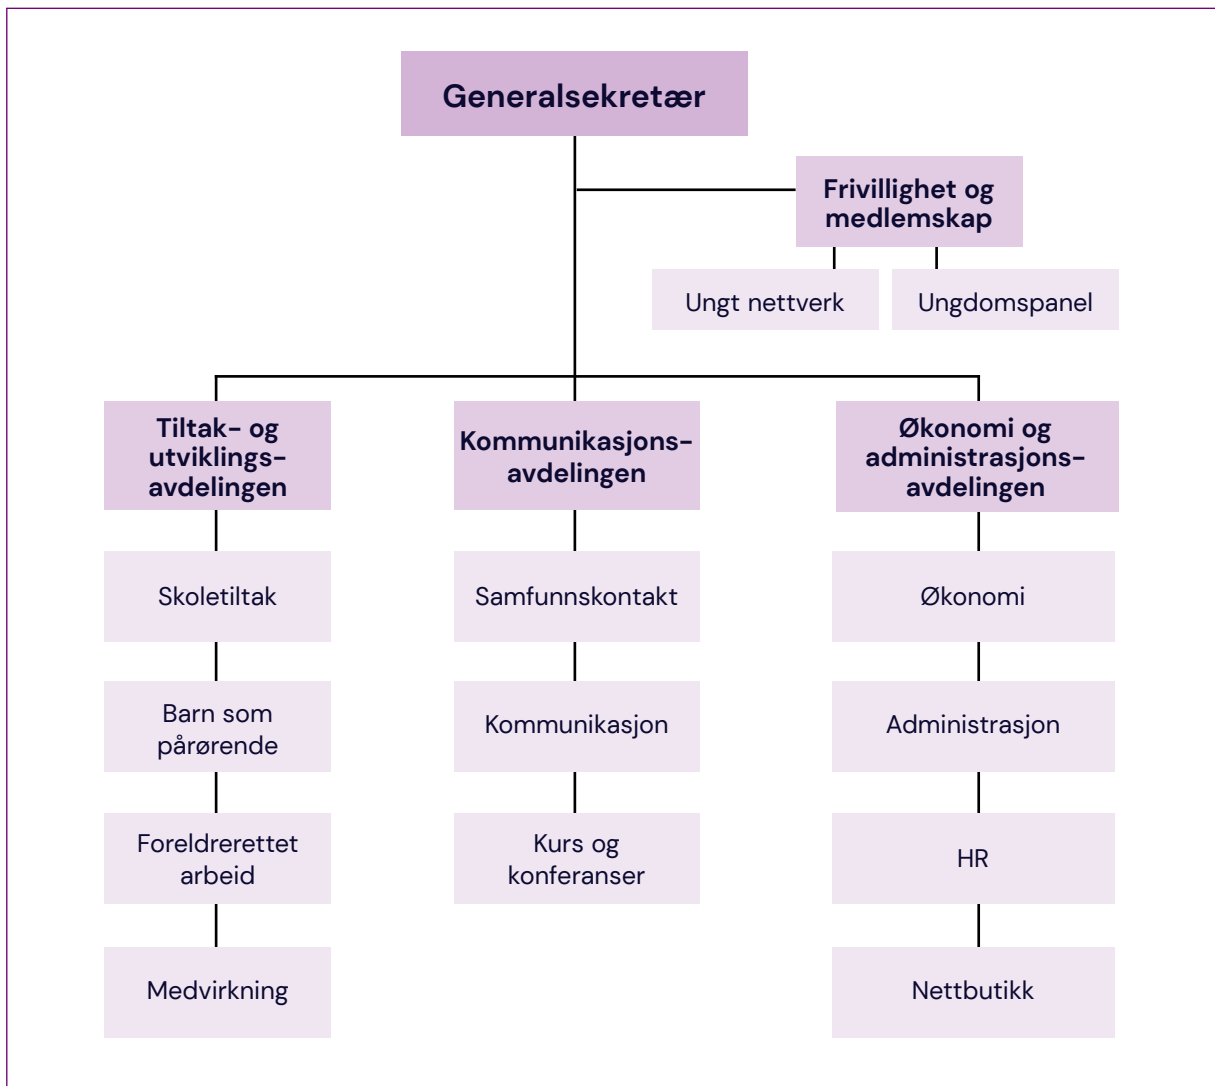 Generalsekretær
Frivillighet og
medlemskap
Ungt nettverk
Ungdomspanel
Tiltak- og
utviklings-
avdelingen
Skoletiltak
Barn som
pårørende
Foreldrerettet
arbeid
Medvirkning
Kommunikasjons-
avdelingen
Samfunnskontakt
Kommunikasjon
Kurs og
konferanser
Økonomi og
administrasjons-
avdelingen
Økonomi
Administrasjon
HR
Nettbutikk